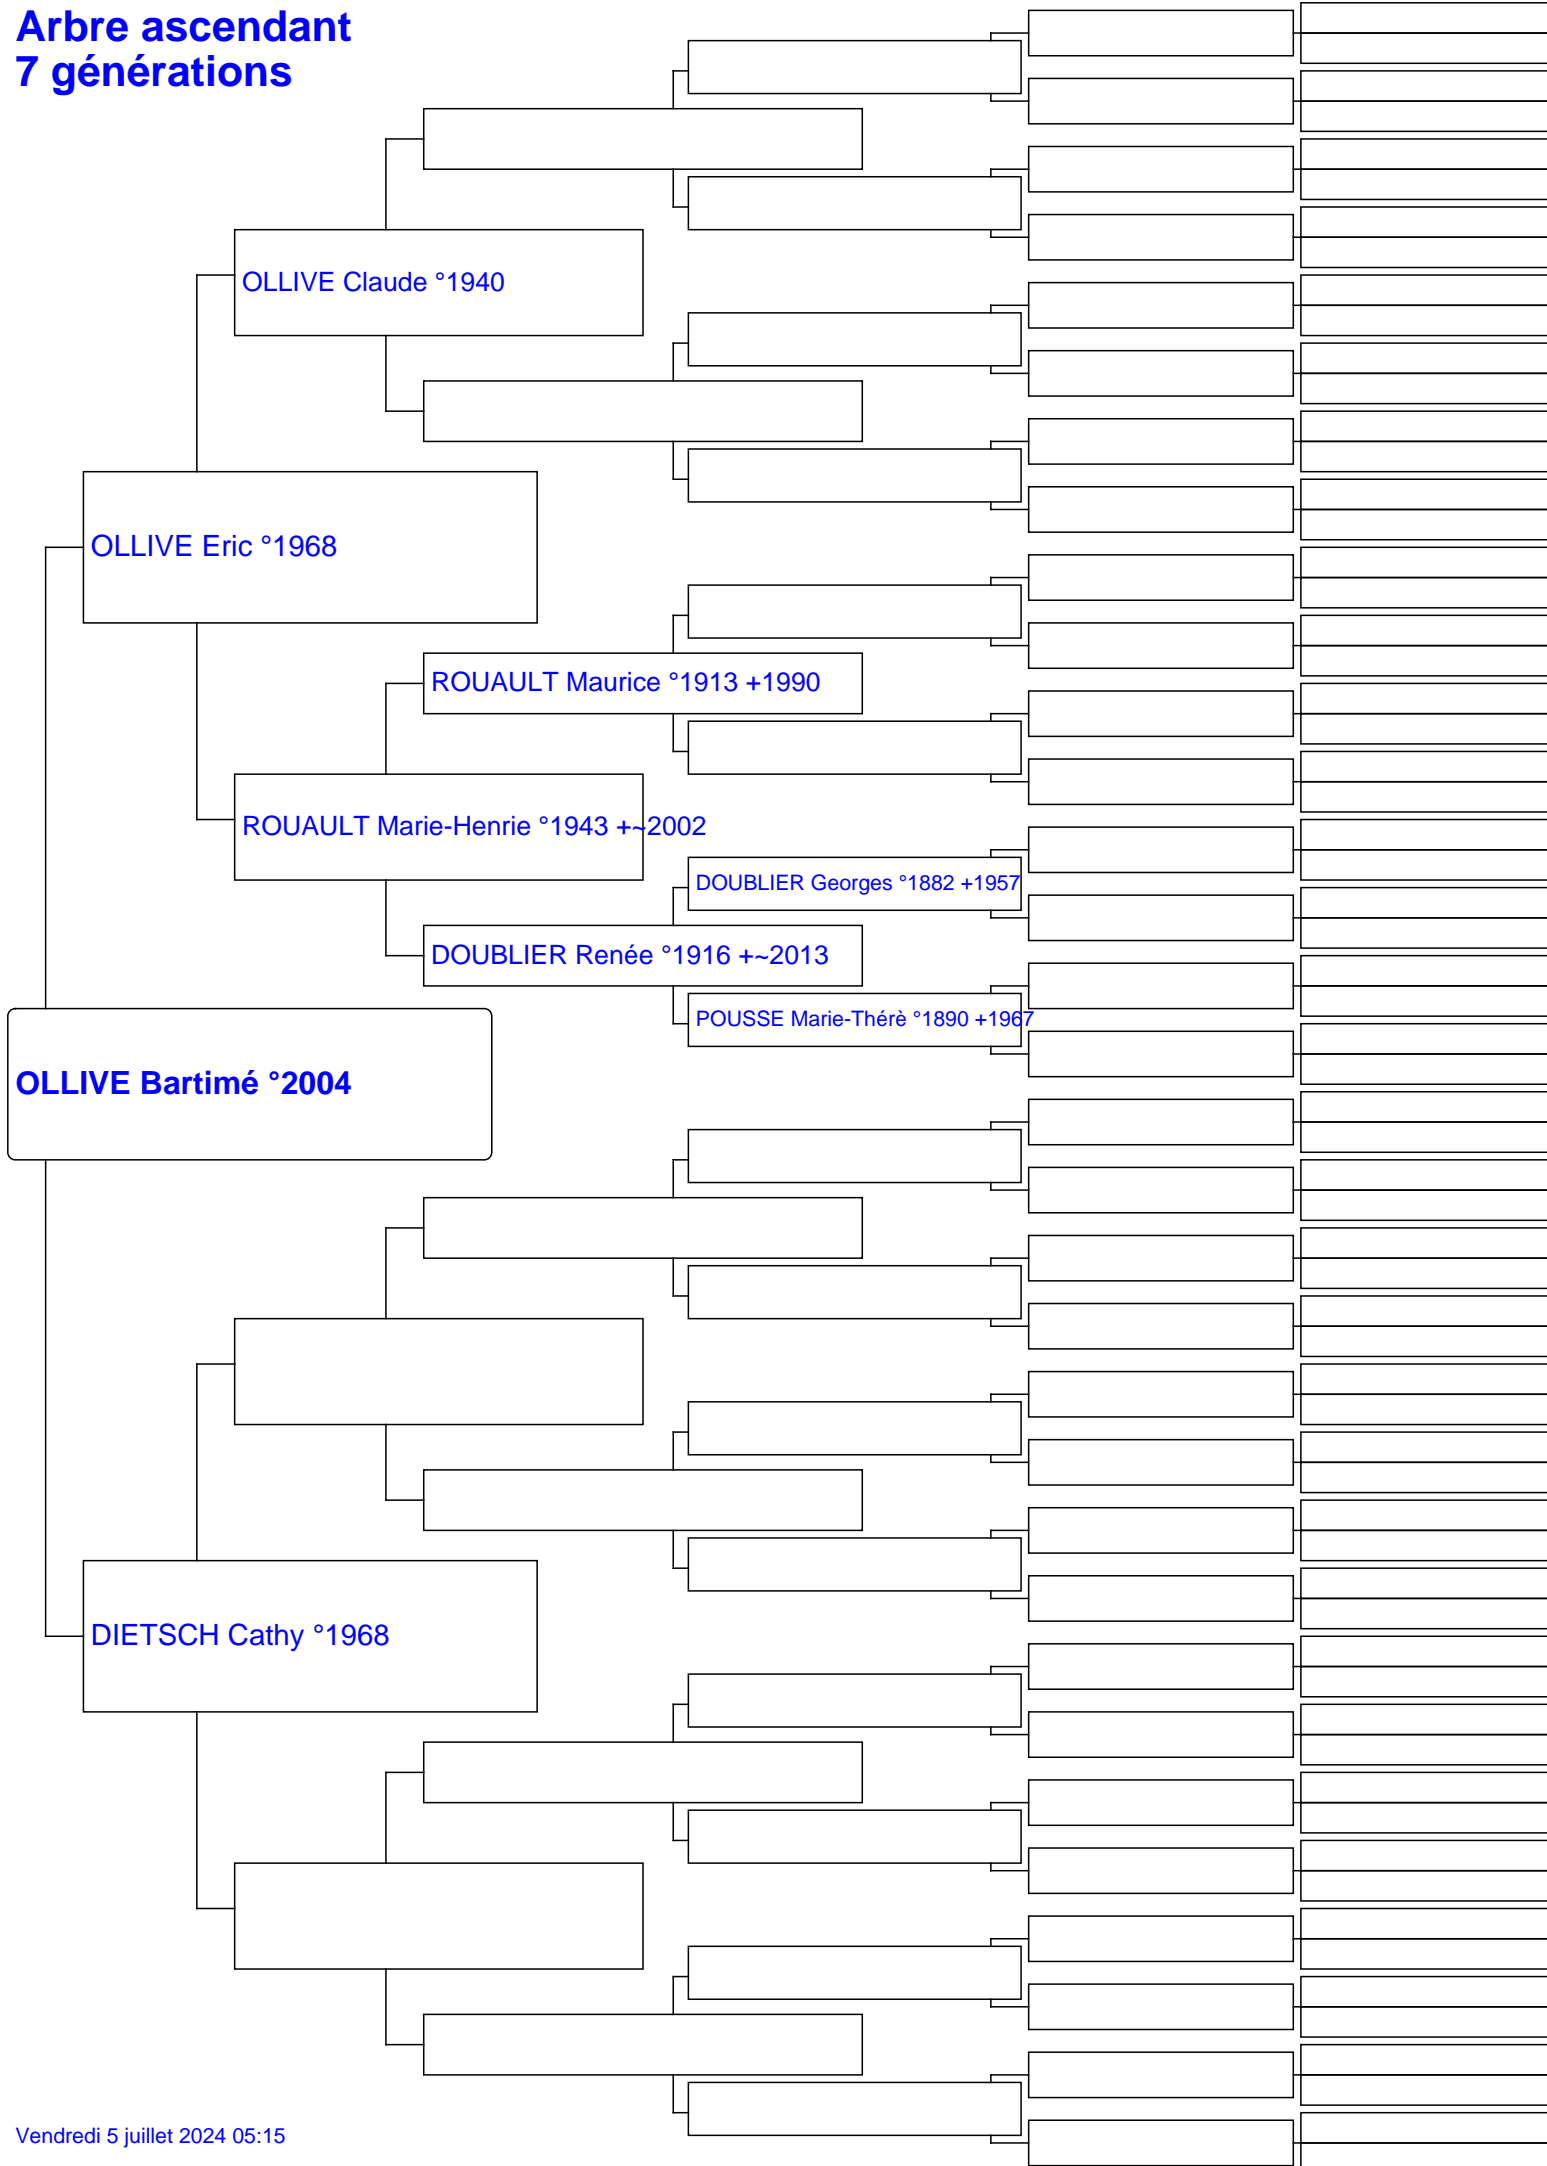 Arbre ascendant
7 générations
OLLIVE Claude °1940
OLLIVE Eric °1968
ROUAULT Maurice °1913 +1990
ROUAULT Marie-Henrie °1943 +~2002
DOUBLIER Georges °1882 +1957
DOUBLIER Renée °1916 +~2013
POUSSE Marie-Thérè °1890 +1967
OLLIVE Bartimé °2004
DIETSCH Cathy °1968
Vendredi 5 juillet 2024 05:15